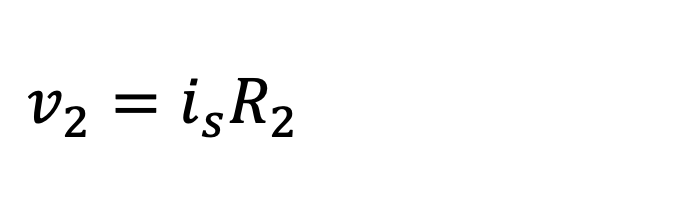 v₂ = iₛR₂